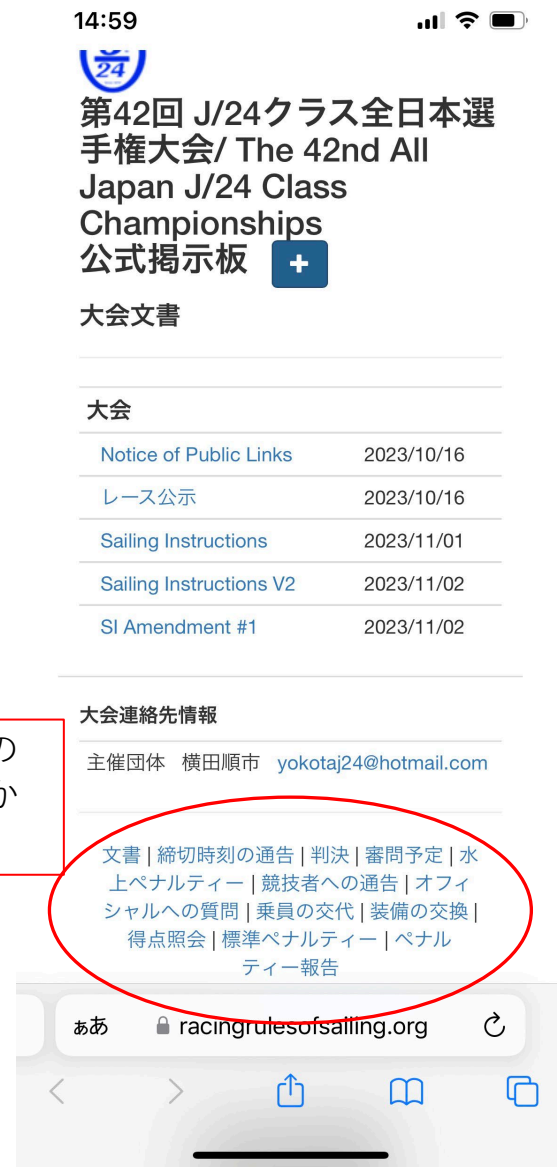 14:59
24
第42回 J/24クラス全日本選
手権大会/ The 42nd All
Japan J/24 Class
Championships
公式掲示板 +
大会文書
大会
Notice of Public Links 2023/10/16
レース公示 2023/10/16
Sailing Instructions 2023/11/01
Sailing Instructions V2 2023/11/02
SI Amendment #1 2023/11/02
大会連絡先情報
の
か
主催団体 横田順市 yokotaj24@hotmail.com
文書 | 締切時刻の通告 | 判決 | 審問予定 | 水
上ペナルティー | 競技者への通告 | オフィ
シャルへの質問 | 乗員の交代 | 装備の交換 |
得点照会 | 標準ペナルティー | ペナル
ティー報告
ぁあ racingrulesofsailing.org